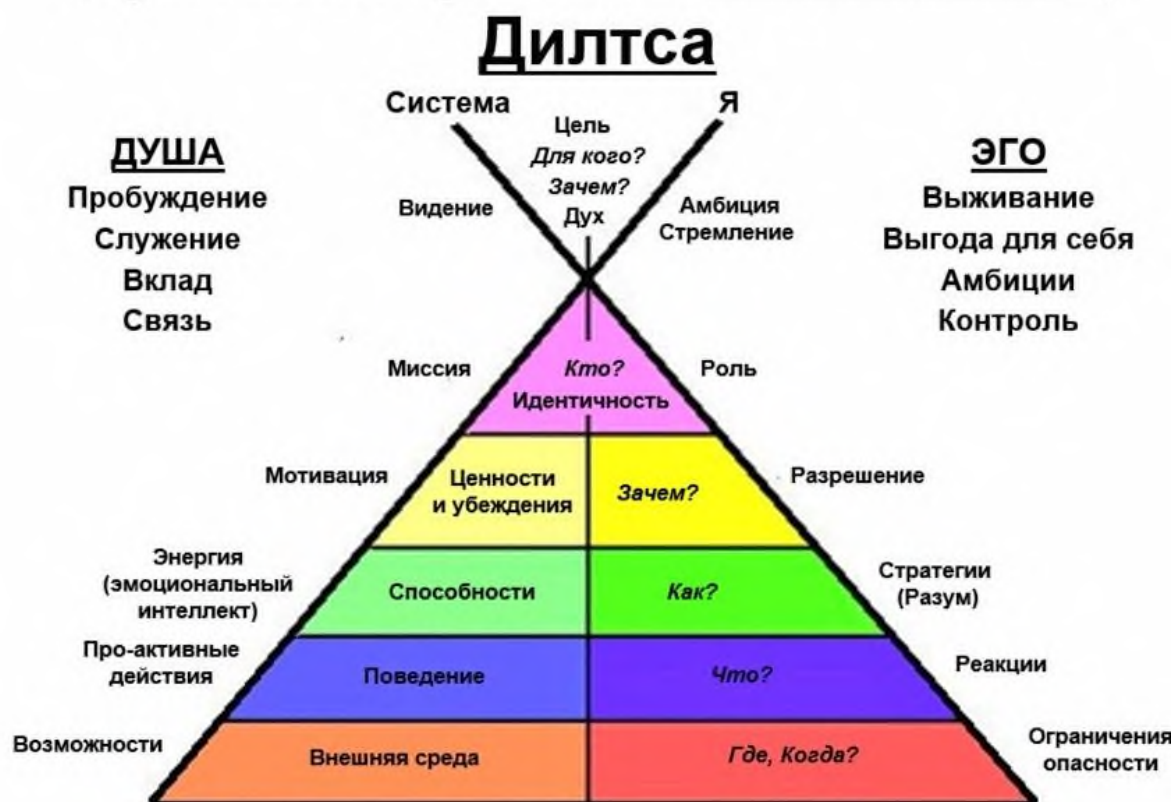 Дилтса
Система
Я
Цель
Для кого?
Зачем?
Дух
Видение
Амбиция
Стремление
ДУША
Пробуждение
Служение
Вклад
Связь
ЭГО
Выживание
Выгода для себя
Амбиции
Контроль
Миссия
Кто?
Идентичность
Роль
Мотивация
Ценности
и убеждения
Зачем?
Разрешение
Энергия
(эмоциональный
интеллект)
Способности
Как?
Стратегии
(Разум)
Про-активные
действия
Поведение
Что?
Реакции
Возможности
Внешняя среда
Где, Когда?
Ограничения
опасности